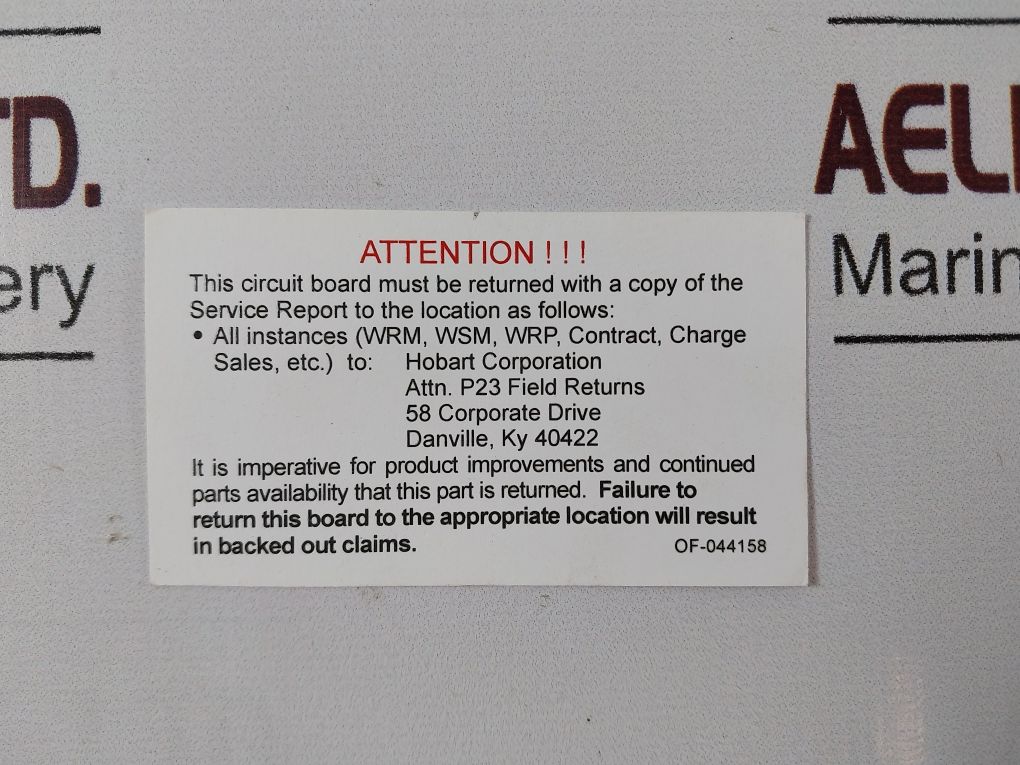 TD.
ery
AEL
Marin
ATTENTION ! ! !
This circuit board must be returned with a copy of the
Service Report to the location as follows:
• All instances (WRM, WSM, WRP, Contract, Charge
Sales, etc.) to: Hobart Corporation
Attn. P23 Field Returns
58 Corporate Drive
Danville, Ky 40422
It is imperative for product improvements and continued
parts availability that this part is returned. Failure to
return this board to the appropriate location will result
in backed out claims. OF-044158